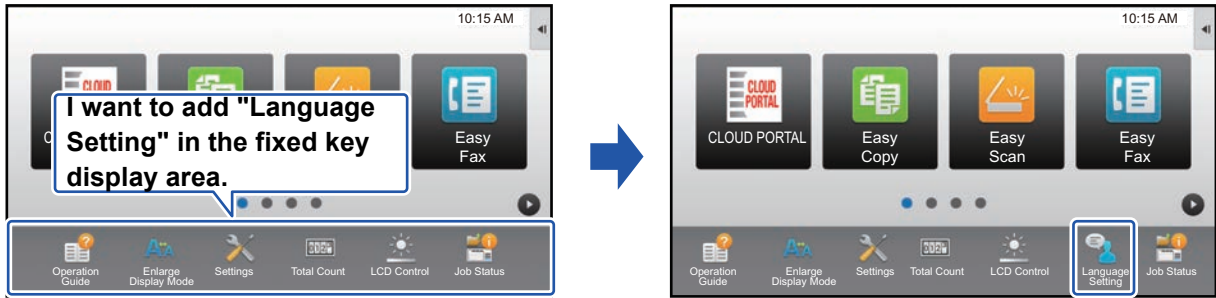 10:15 AM
CLOUD
C
I want to add "Language
Setting" in the fixed key
display area.
Easy
Fax
Operation
Guide
Enlarge
Display Mode
Settings
Total Count
LCD Control
Job Status
10:15 AM
CLOUD
PORTAL
CLOUD PORTAL
Easy
Copy
Easy
Scan
Easy
Fax
Operation
Guide
Enlarge
Display Mode
Settings
Total Count
LCD Control
Language
Setting
Job Status